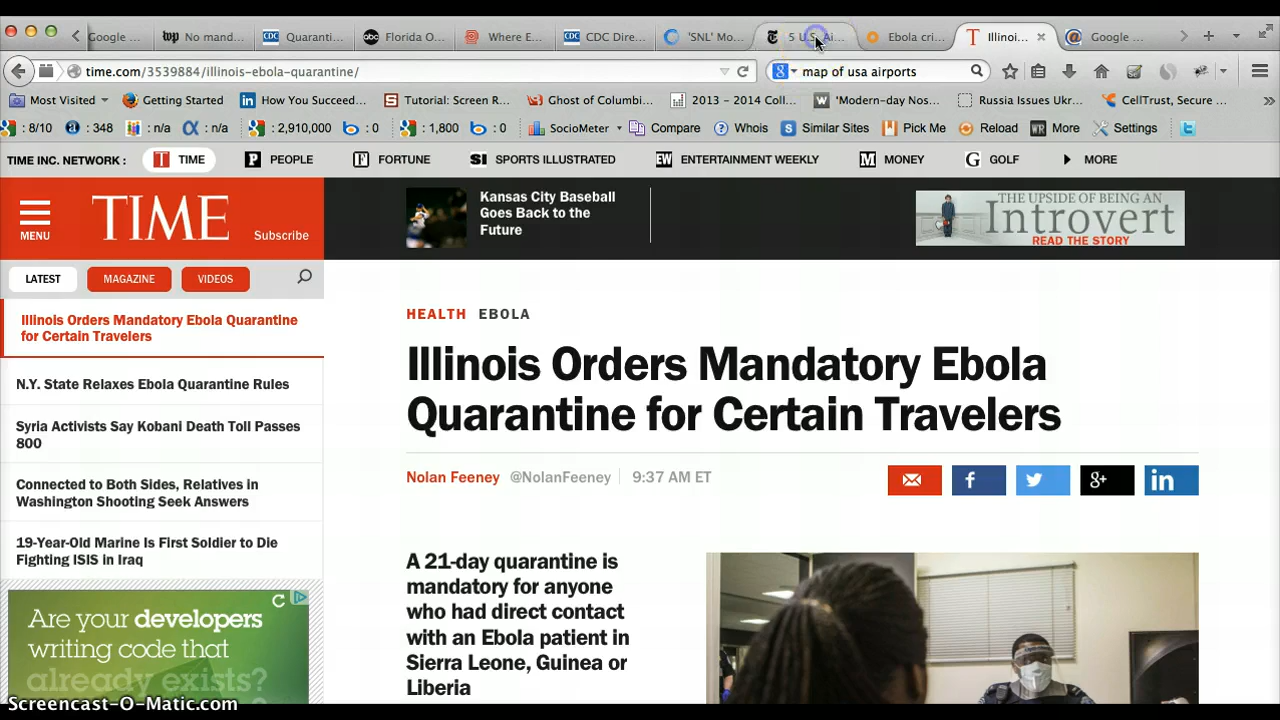 Google ...
wp No mand...
CDC Quaranti...
abc Florida O...
Where E...
CDC CDC Dire...
'SNL' Mo...
5 U.S. Ai...
Ebola cri...
T Illinoi...
@ Google ...
time.com/3539884/illinois-ebola-quarantine/
g map of usa airports
Most Visited
Getting Started
in How You Succeed...
S Tutorial: Screen R...
Ghost of Columbi...
2013 – 2014 Coll...
W 'Modern-day Nos...
Russia Issues Ukr...
CellTrust, Secure ...
: 8/10
a : 348
: n/a
α : n/a
g : 2,910,000
b : 0
g : 1,800
b : 0
SocioMeter
Compare
? Whois
S Similar Sites
Pick Me
Reload
WR More
Settings
TIME INC. NETWORK :
T TIME
P PEOPLE
F FORTUNE
SI SPORTS ILLUSTRATED
EW ENTERTAINMENT WEEKLY
M MONEY
G GOLF
MORE
MENU
TIME
Subscribe
Kansas City Baseball
Goes Back to the
Future
THE UPSIDE OF BEING AN
Introvert
READ THE STORY
LATEST
MAGAZINE
VIDEOS
Illinois Orders Mandatory Ebola Quarantine
for Certain Travelers
N.Y. State Relaxes Ebola Quarantine Rules
Syria Activists Say Kobani Death Toll Passes
800
Connected to Both Sides, Relatives in
Washington Shooting Seek Answers
19-Year-Old Marine Is First Soldier to Die
Fighting ISIS in Iraq
Are your developers
writing code that
already exists?
HEALTH EBOLA
Illinois Orders Mandatory Ebola
Quarantine for Certain Travelers
Nolan Feeney @NolanFeeney 9:37 AM ET
f
g+
in
A 21-day quarantine is
mandatory for anyone
who had direct contact
with an Ebola patient in
Sierra Leone, Guinea or
Liberia
Screencast-O-Matic.com